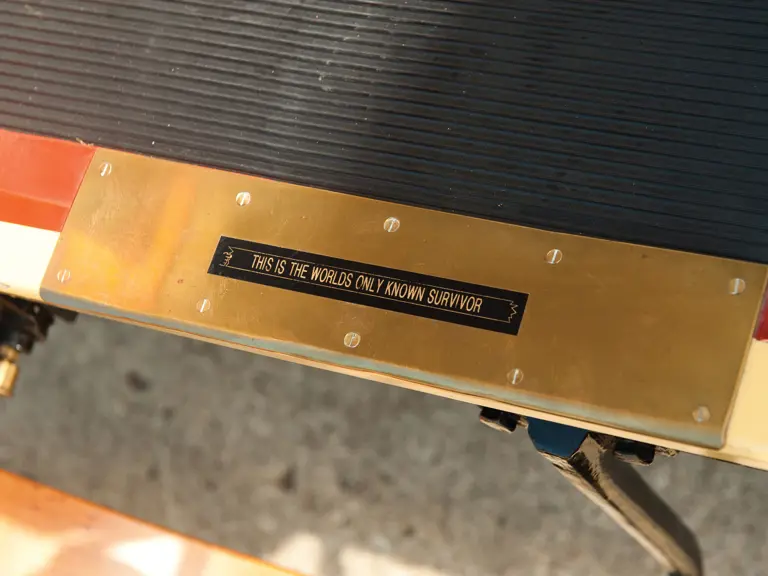 THIS IS THE WORLDS ONLY KNOWN SURVIVOR